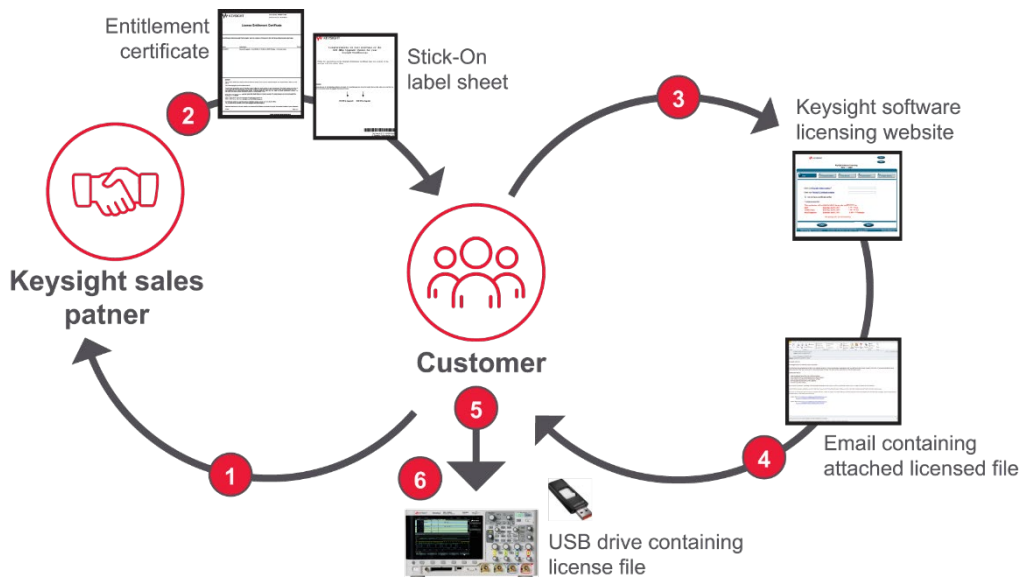 Entitlement
certificate
Stick-On
label sheet
2
3
Keysight software
licensing website
Keysight sales
patner
Customer
5
1
4
Email containing
attached licensed file
6
USB drive containing
license file